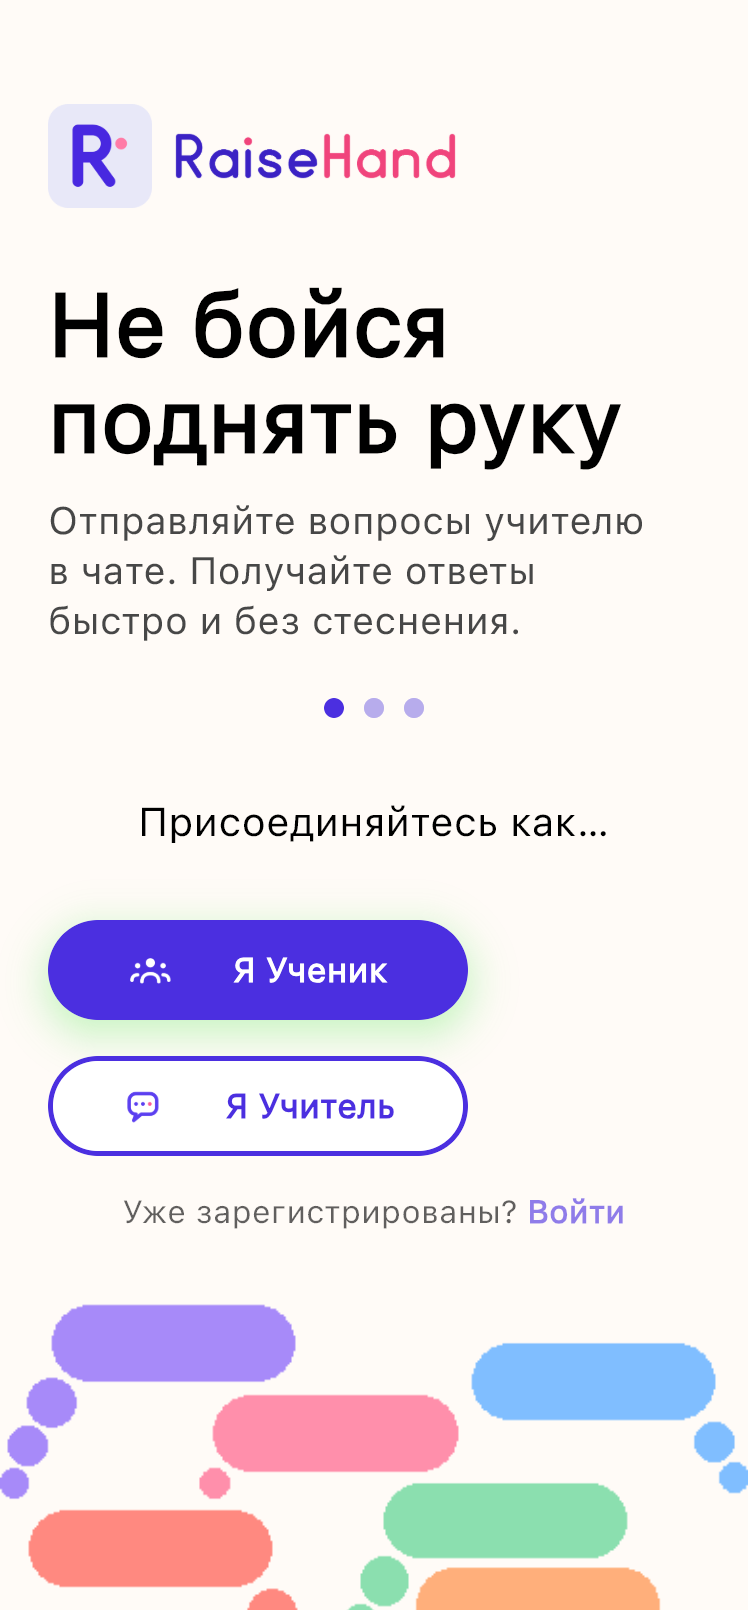 R
RaiseHand
Не бойся
поднять руку
Отправляйте вопросы учителю
в чате. Получайте ответы
быстро и без стеснения.
Присоединяйтесь как...
Я Ученик
Я Учитель
Уже зарегистрированы? Войти